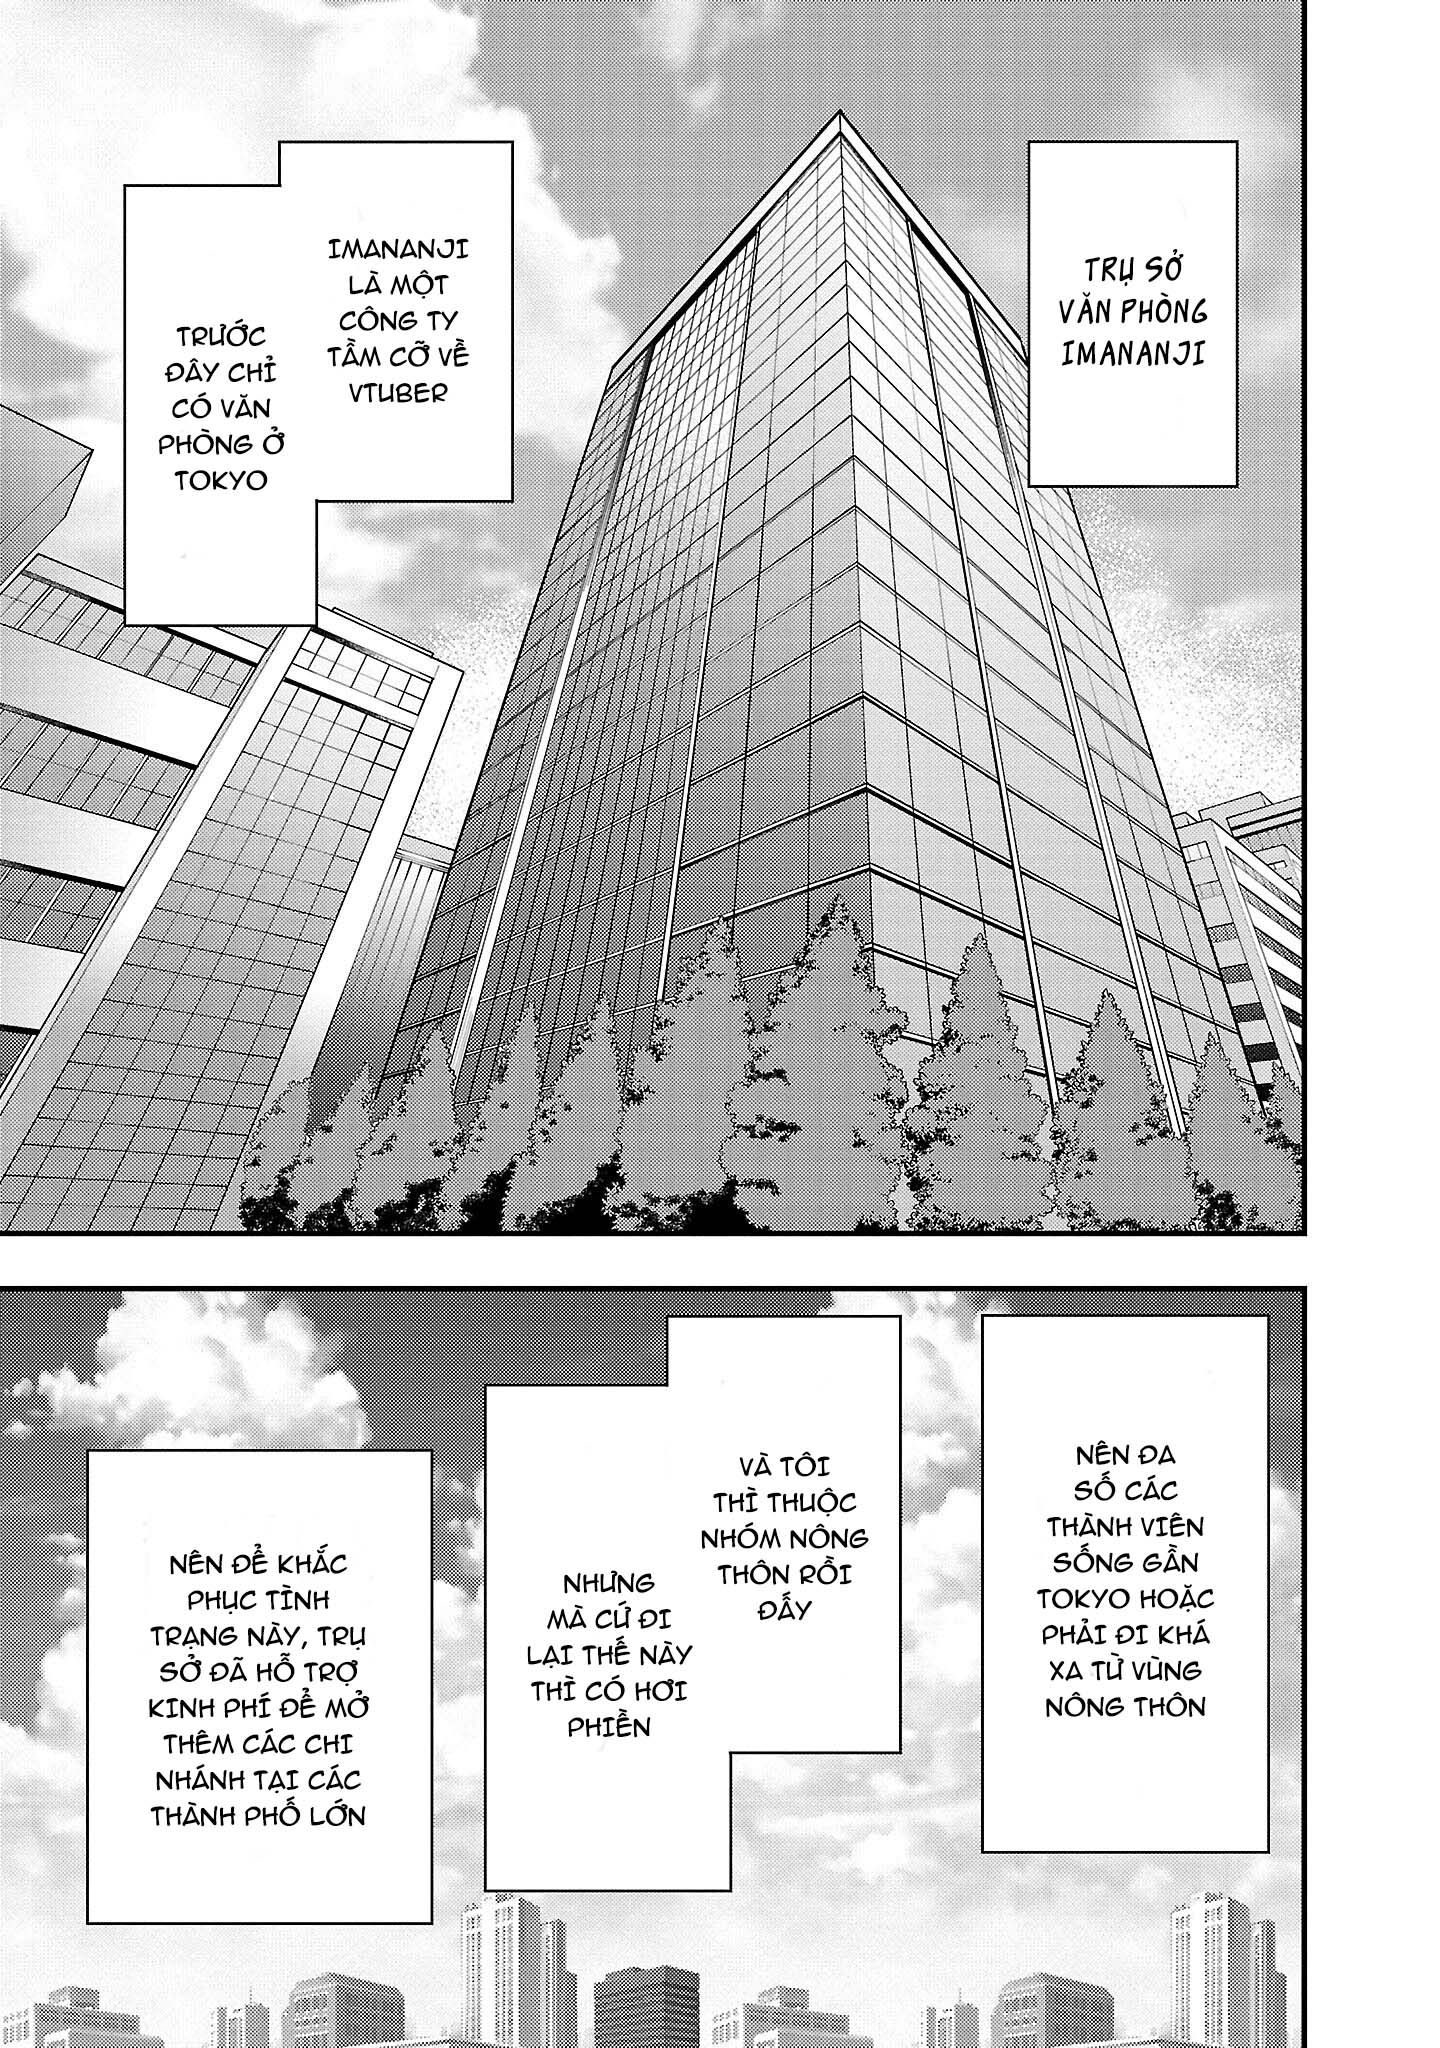 TRỤ SỞ
VĂN PHÒNG
IMANANJI
IMANANJI
LÀ MỘT
CÔNG TY
TẦM CỠ VỀ
VTUBER
TRƯỚC
ĐÂY CHỈ
CÓ VĂN
PHÒNG Ở
TOKYO
NÊN ĐA
SỐ CÁC
THÀNH VIÊN
SỐNG GẦN
TOKYO HOẶC
PHẢI ĐI KHÁ
XA TỪ VÙNG
NÔNG THÔN
VÀ TÔI
THÌ THUỘC
NHÓM NÔNG
THÔN RỒI
ĐẤY
NHƯNG
MÀ CỨ ĐI
LẠI THẾ NÀY
THÌ CÓ HƠI
PHIỀN
NÊN ĐỂ KHẮC
PHỤC TÌNH
TRẠNG NÀY, TRỤ
SỞ ĐÃ HỖ TRỢ
KINH PHÍ ĐỂ MỞ
THÊM CÁC CHI
NHÁNH TẠI CÁC
THÀNH PHỐ LỚN